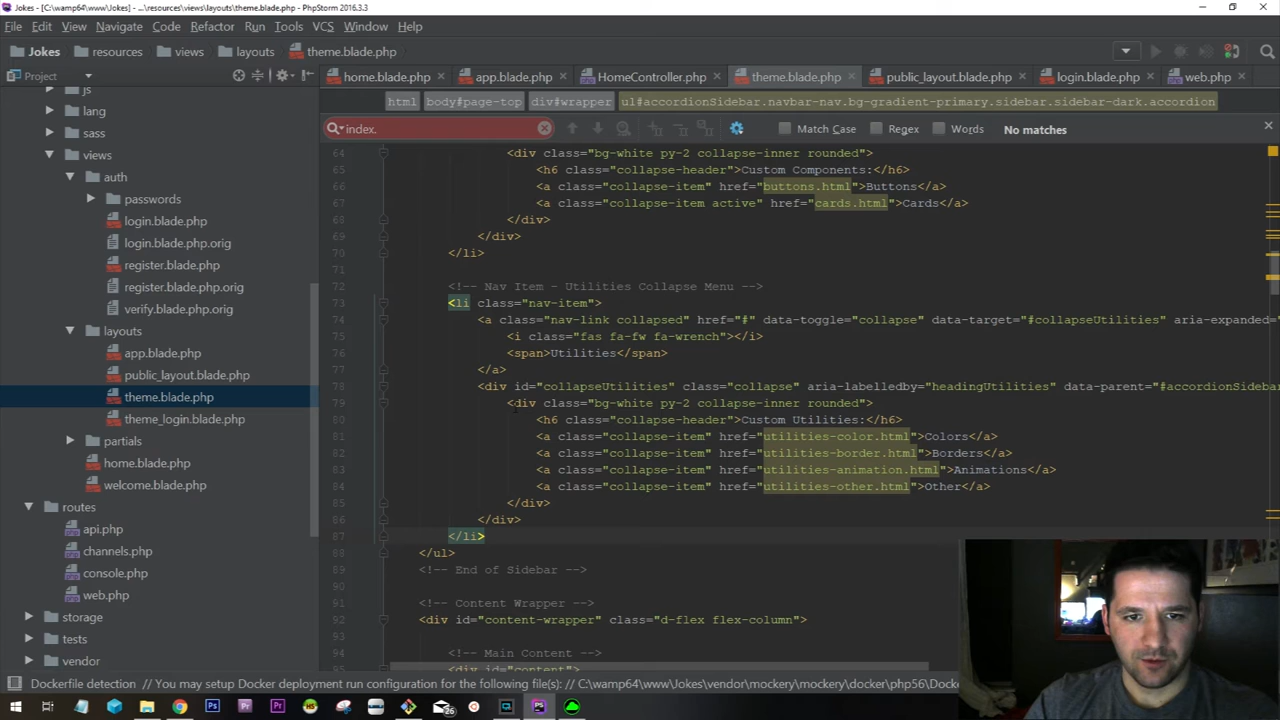 Jokes - [C:\wamp64\www\Jokes] - ...\resources\views\layouts\theme.blade.php - PhpStorm 2016.3.3
File Edit View Navigate Code Refactor Run Tools VCS Window Help
Jokes resources views layouts theme.blade.php
Project
home.blade.php app.blade.php HomeController.php theme.blade.php public_layout.blade.php login.blade.php web.php
html body#page-top div#wrapper ul#accordionSidebar.navbar-nav.bg-gradient-primary.sidebar.sidebar-dark.accordion
index. Match Case Regex Words No matches
js
lang
sass
views
auth
passwords
login.blade.php
login.blade.php.orig
register.blade.php
register.blade.php.orig
verify.blade.php.orig
layouts
app.blade.php
public_layout.blade.php
theme.blade.php
theme_login.blade.php
partials
home.blade.php
welcome.blade.php
routes
api.php
channels.php
console.php
web.php
storage
tests
vendor
64 <div class="bg-white py-2 collapse-inner rounded">
65 <h6 class="collapse-header">Custom Components:</h6>
66 <a class="collapse-item" href="buttons.html">Buttons</a>
67 <a class="collapse-item active" href="cards.html">Cards</a>
68 </div>
69 </div>
70 </li>
71
72 <!-- Nav Item - Utilities Collapse Menu -->
73 <li class="nav-item">
74 <a class="nav-link collapsed" href="#" data-toggle="collapse" data-target="#collapseUtilities" aria-expanded=
75 <i class="fas fa-fw fa-wrench"></i>
76 <span>Utilities</span>
77 </a>
78 <div id="collapseUtilities" class="collapse" aria-labelledby="headingUtilities" data-parent="#accordionSidebar
79 <div class="bg-white py-2 collapse-inner rounded">
80 <h6 class="collapse-header">Custom Utilities:</h6>
81 <a class="collapse-item" href="utilities-color.html">Colors</a>
82 <a class="collapse-item" href="utilities-border.html">Borders</a>
83 <a class="collapse-item" href="utilities-animation.html">Animations</a>
84 <a class="collapse-item" href="utilities-other.html">Other</a>
85 </div>
86 </div>
87 </li>
88 </ul>
89 <!-- End of Sidebar -->
90
91 <!-- Content Wrapper -->
92 <div id="content-wrapper" class="d-flex flex-column">
93
94 <!-- Main Content -->
95 <div id="content">
Dockerfile detection // You may setup Docker deployment run configuration for the following file(s): // C:\wamp64\www\Jokes\vendor\mockery\mockery\docker\php56\Docke